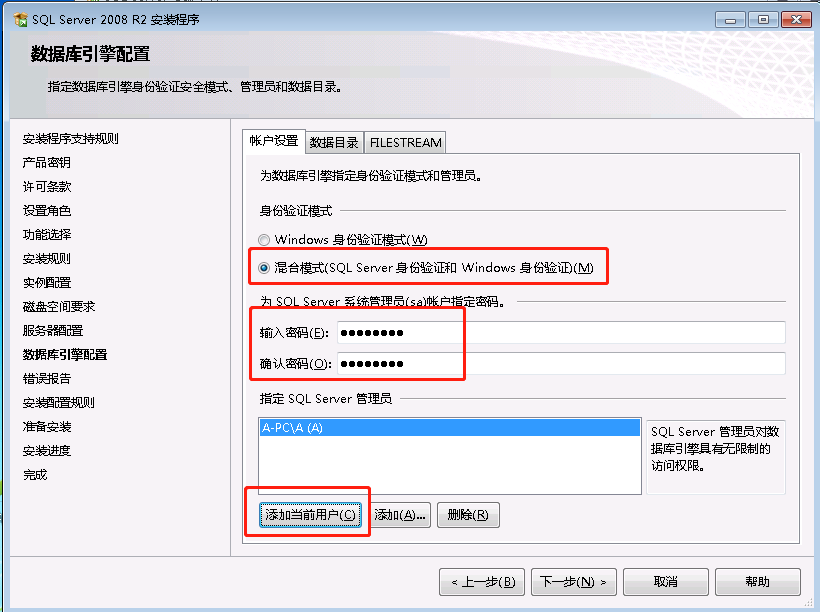 SQL Server 2008 R2 安装程序
数据库引擎配置
指定数据库引擎身份验证安全模式、管理员和数据目录。
安装程序支持规则
产品密钥
许可条款
设置角色
功能选择
安装规则
实例配置
磁盘空间要求
服务器配置
数据库引擎配置
错误报告
安装配置规则
准备安装
安装进度
完成
帐户设置 数据目录 FILESTREAM
为数据库引擎指定身份验证模式和管理员。
身份验证模式
Windows 身份验证模式(W)
混合模式(SQL Server 身份验证和 Windows 身份验证)(M)
为 SQL Server 系统管理员(sa)帐户指定密码。
输入密码(E): ●●●●●●●●
确认密码(O): ●●●●●●●●
指定 SQL Server 管理员
A-PC\A (A)
SQL Server 管理员对数
据库引擎具有无限制的
访问权限。
添加当前用户(C) 添加(A)... 删除(R)
< 上一步(B) 下一步(N) > 取消 帮助